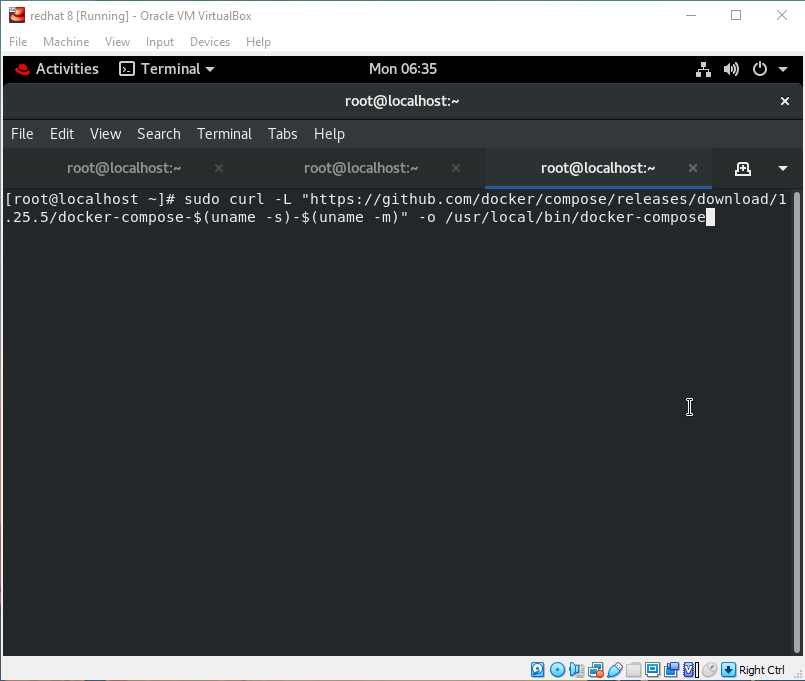 redhat 8 [Running] - Oracle VM VirtualBox
File Machine View Input Devices Help
Activities Terminal Mon 06:35
root@localhost:~
File Edit View Search Terminal Tabs Help
root@localhost:~ root@localhost:~ root@localhost:~
[root@localhost ~]# sudo curl -L "https://github.com/docker/compose/releases/download/1
.25.5/docker-compose-$(uname -s)-$(uname -m)" -o /usr/local/bin/docker-compose
Right Ctrl